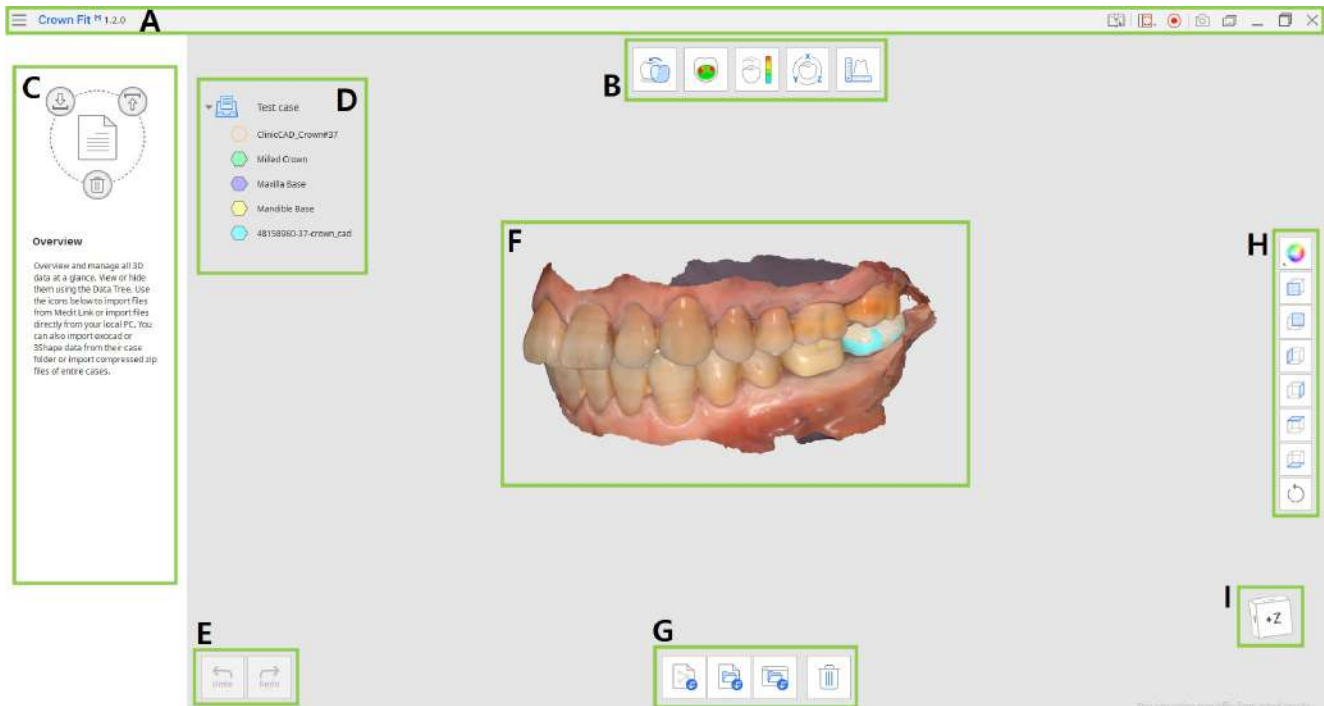 Crown Fit M 1.2.0
A
B
C
D
Test case
ClinicCAD_Crown#37
Milled Crown
Maxilla Base
Mandible Base
48158960-37-crown_cad
Overview
Overview and manage all 3D
data at a glance. View or hide
them using the Data Tree. Use
the icons below to import files
from Medit Link or import files
directly from your local PC. You
can also import exocad or
3Shape data from their case
folder or import compressed zip
files of entire cases.
X
Y
Z
F
H
I
+Z
E
Undo
Redo
G